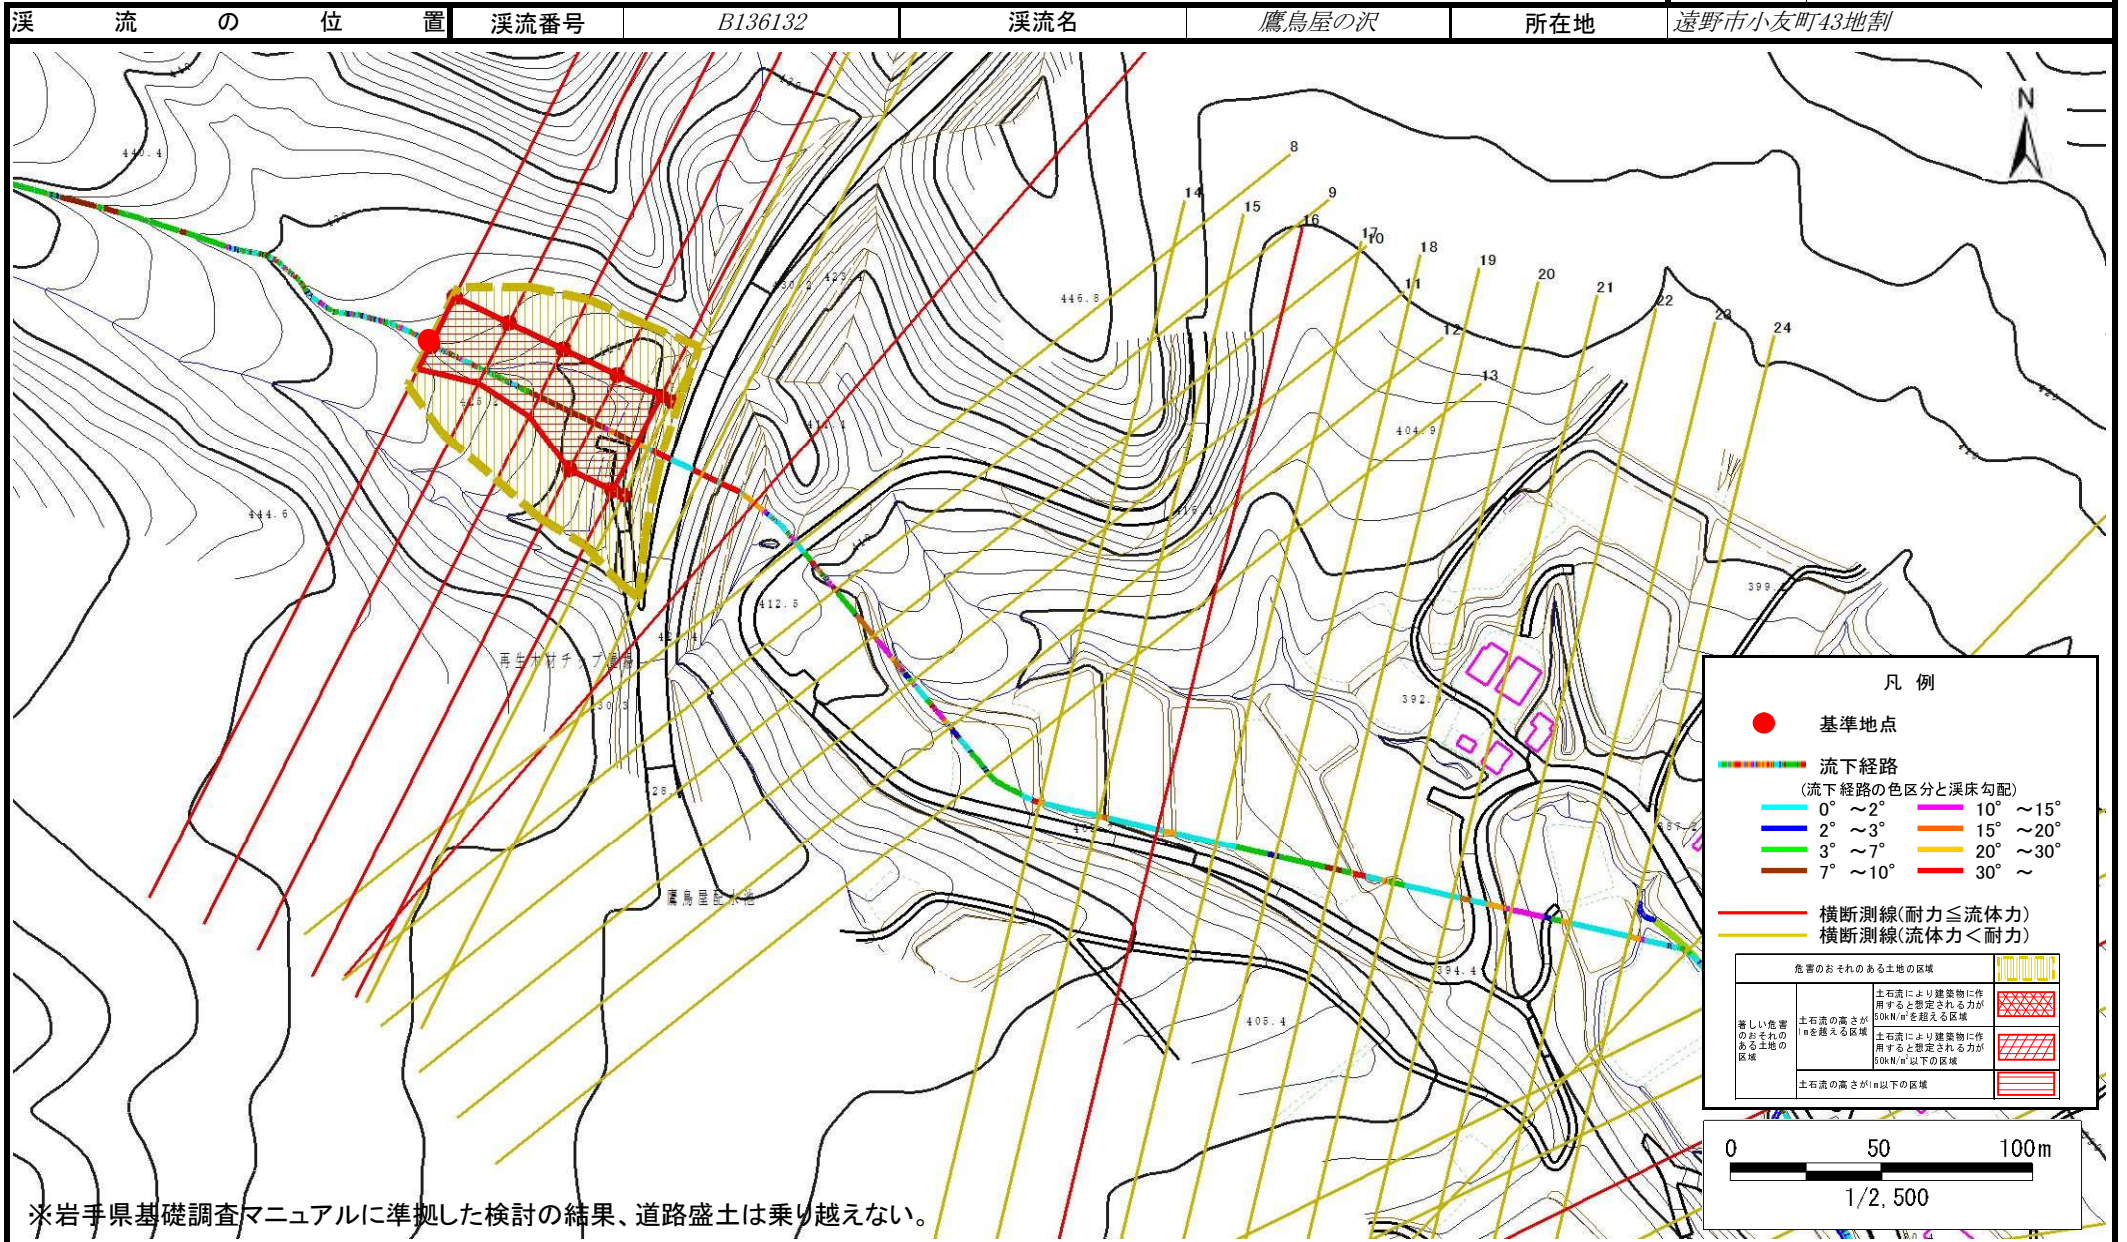 溪流の位置 溪流番号 B136132 溪流名 鷹鳥屋の沢 所在地 遠野市小友町43地割
N
440.4
8
14
15
9
16
17
10
18
19
20
21
22
23
24
11
12
13
446.8
404.9
444.6
412.5
399.
392.
394.4
405.4
再生木材チップ
鷹鳥屋配水池
凡 例
基準地点
流下経路
(流下経路の色区分と渓床勾配)
0° ～2° 10° ～15°
2° ～3° 15° ～20°
3° ～7° 20° ～30°
7° ～10° 30° ～
横断測線(耐力≦流体力)
横断測線(流体力＜耐力)
危害のおそれのある土地の区域
著しい危害のおそれのある土地の区域
土石流の高さが1mを越える区域
土石流により建築物に作用すると想定される力が50kN/㎡を超える区域
土石流により建築物に作用すると想定される力が50kN/㎡以下の区域
土石流の高さが1m以下の区域
0 50 100m
1/2,500
※岩手県基礎調査マニュアルに準拠した検討の結果、道路盛土は乗り越えない。